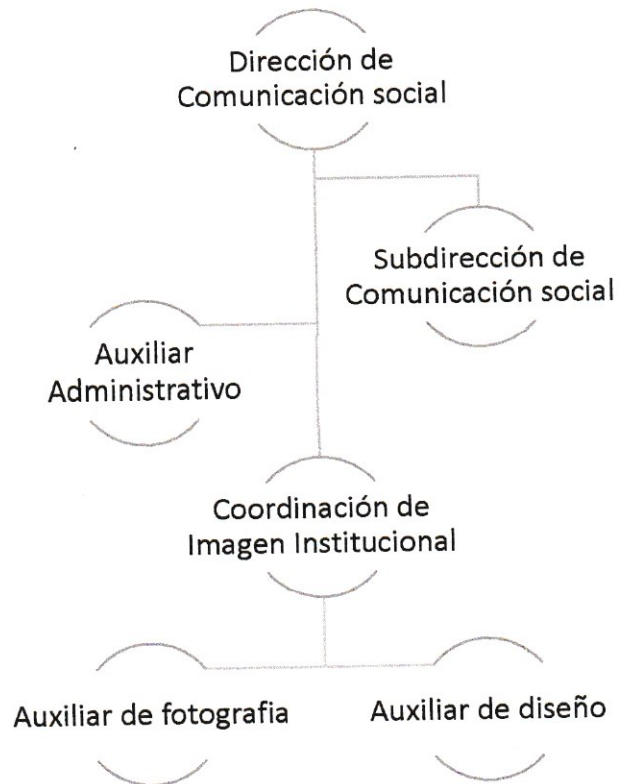 Dirección de
Comunicación social
Subdirección de
Comunicación social
Auxiliar
Administrativo
Coordinación de
Imagen Institucional
Auxiliar de fotografia
Auxiliar de diseño